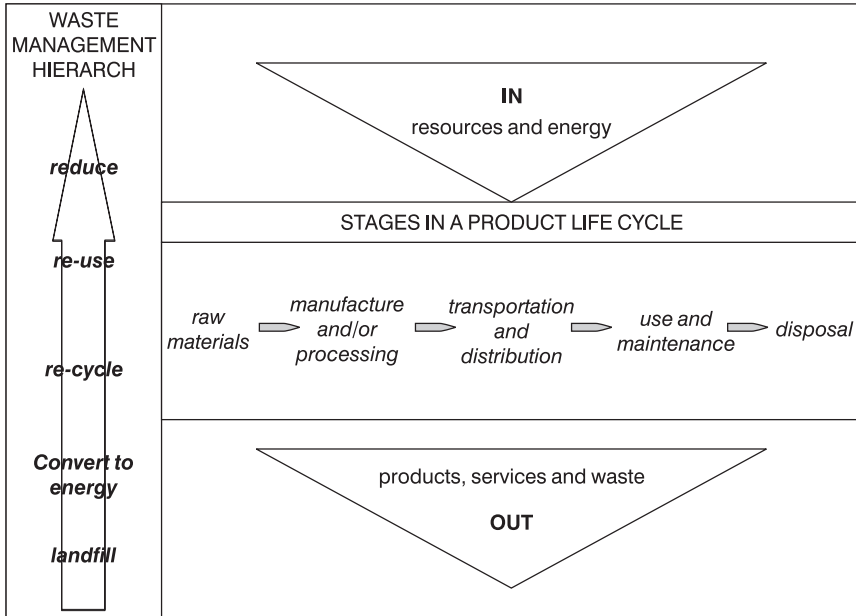 WASTE
MANAGEMENT
HIERARCH
reduce
re-use
re-cycle
Convert to
energy
landfill
IN
resources and energy
STAGES IN A PRODUCT LIFE CYCLE
raw
materials
manufacture
and/or
processing
transportation
and
distribution
use and
maintenance
disposal
products, services and waste
OUT